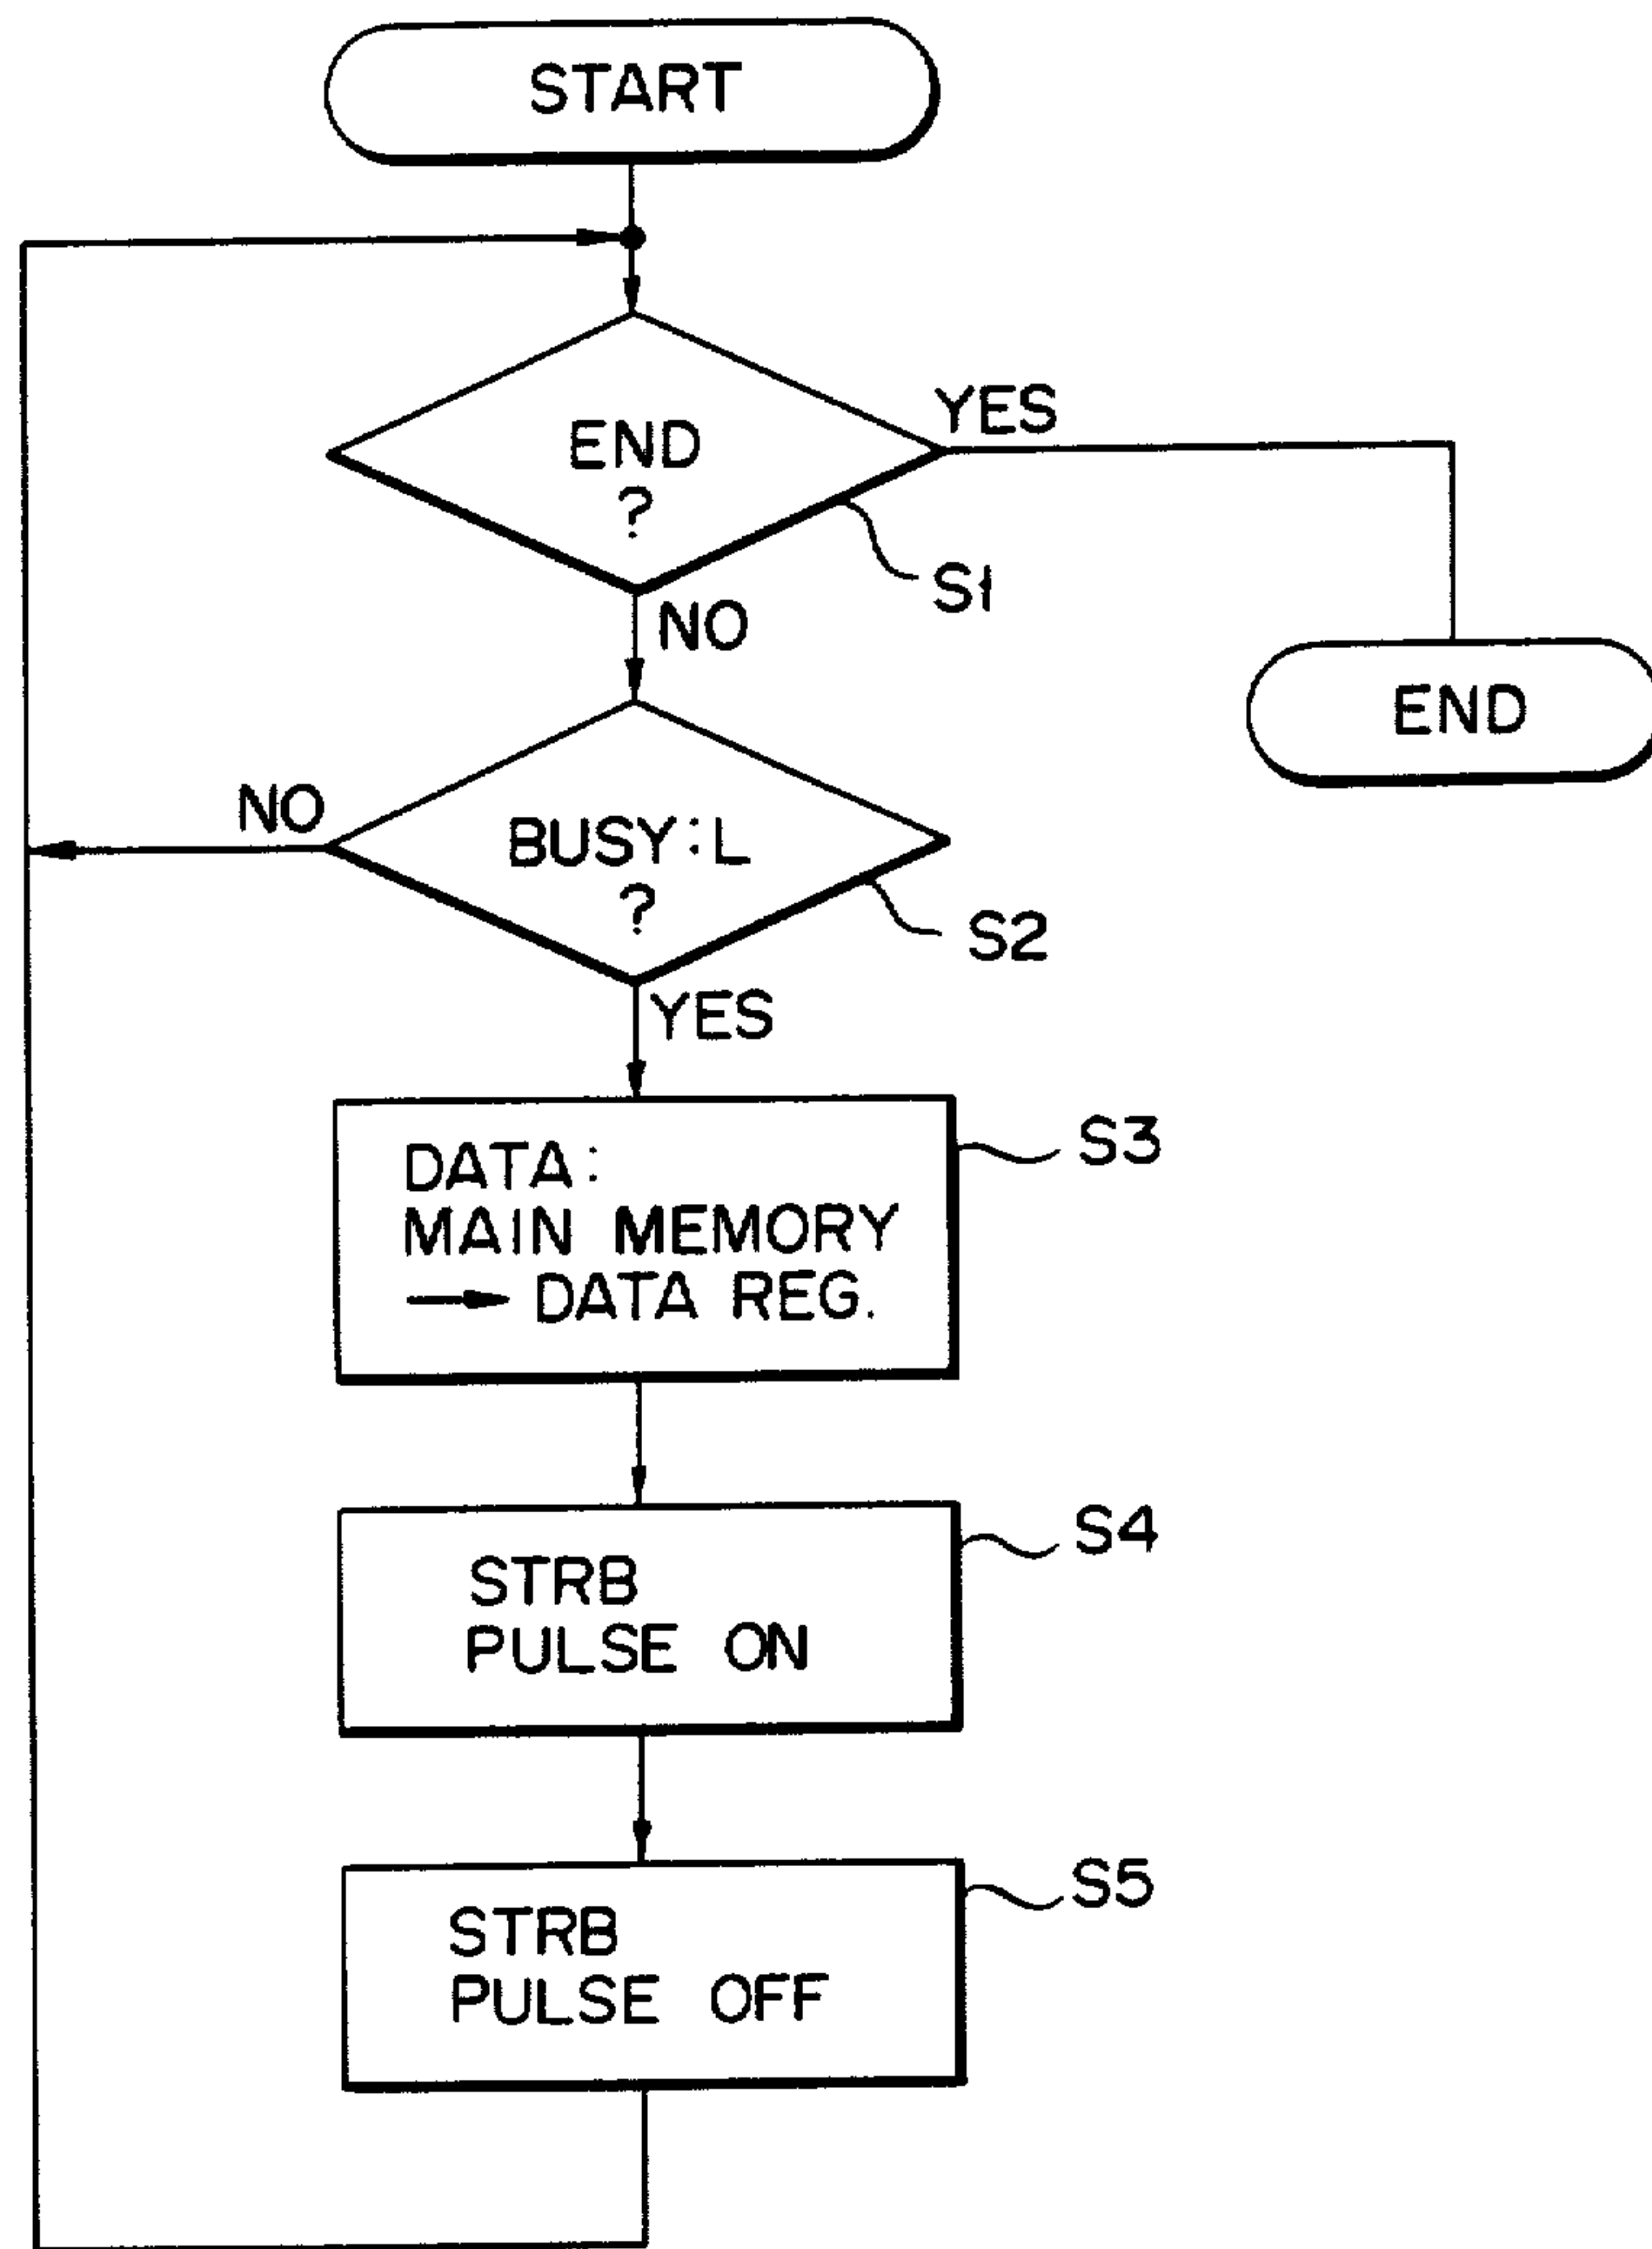 START
END
?
YES
S1
NO
END
NO
BUSY:L
?
S2
YES
DATA:
MAIN MEMORY
→ DATA REG.
S3
STRB
PULSE ON
S4
STRB
PULSE OFF
S5